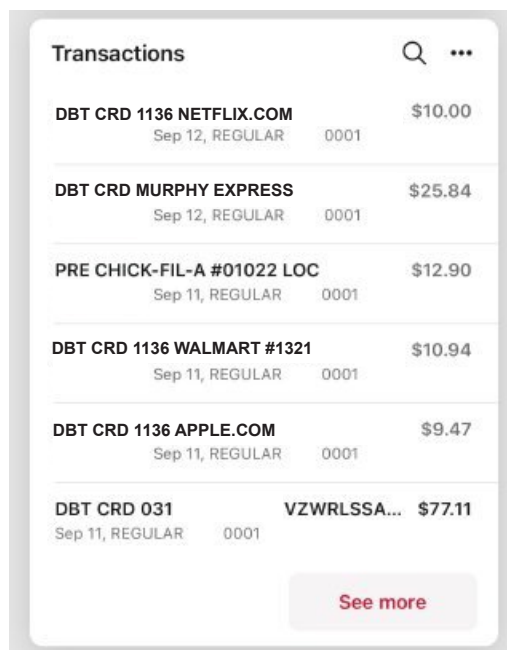 Transactions
DBT CRD 1136 NETFLIX.COM $10.00
Sep 12, REGULAR 0001
DBT CRD MURPHY EXPRESS $25.84
Sep 12, REGULAR 0001
PRE CHICK-FIL-A #01022 LOC $12.90
Sep 11, REGULAR 0001
DBT CRD 1136 WALMART #1321 $10.94
Sep 11, REGULAR 0001
DBT CRD 1136 APPLE.COM $9.47
Sep 11, REGULAR 0001
DBT CRD 031 VZWRLSSA... $77.11
Sep 11, REGULAR 0001
See more